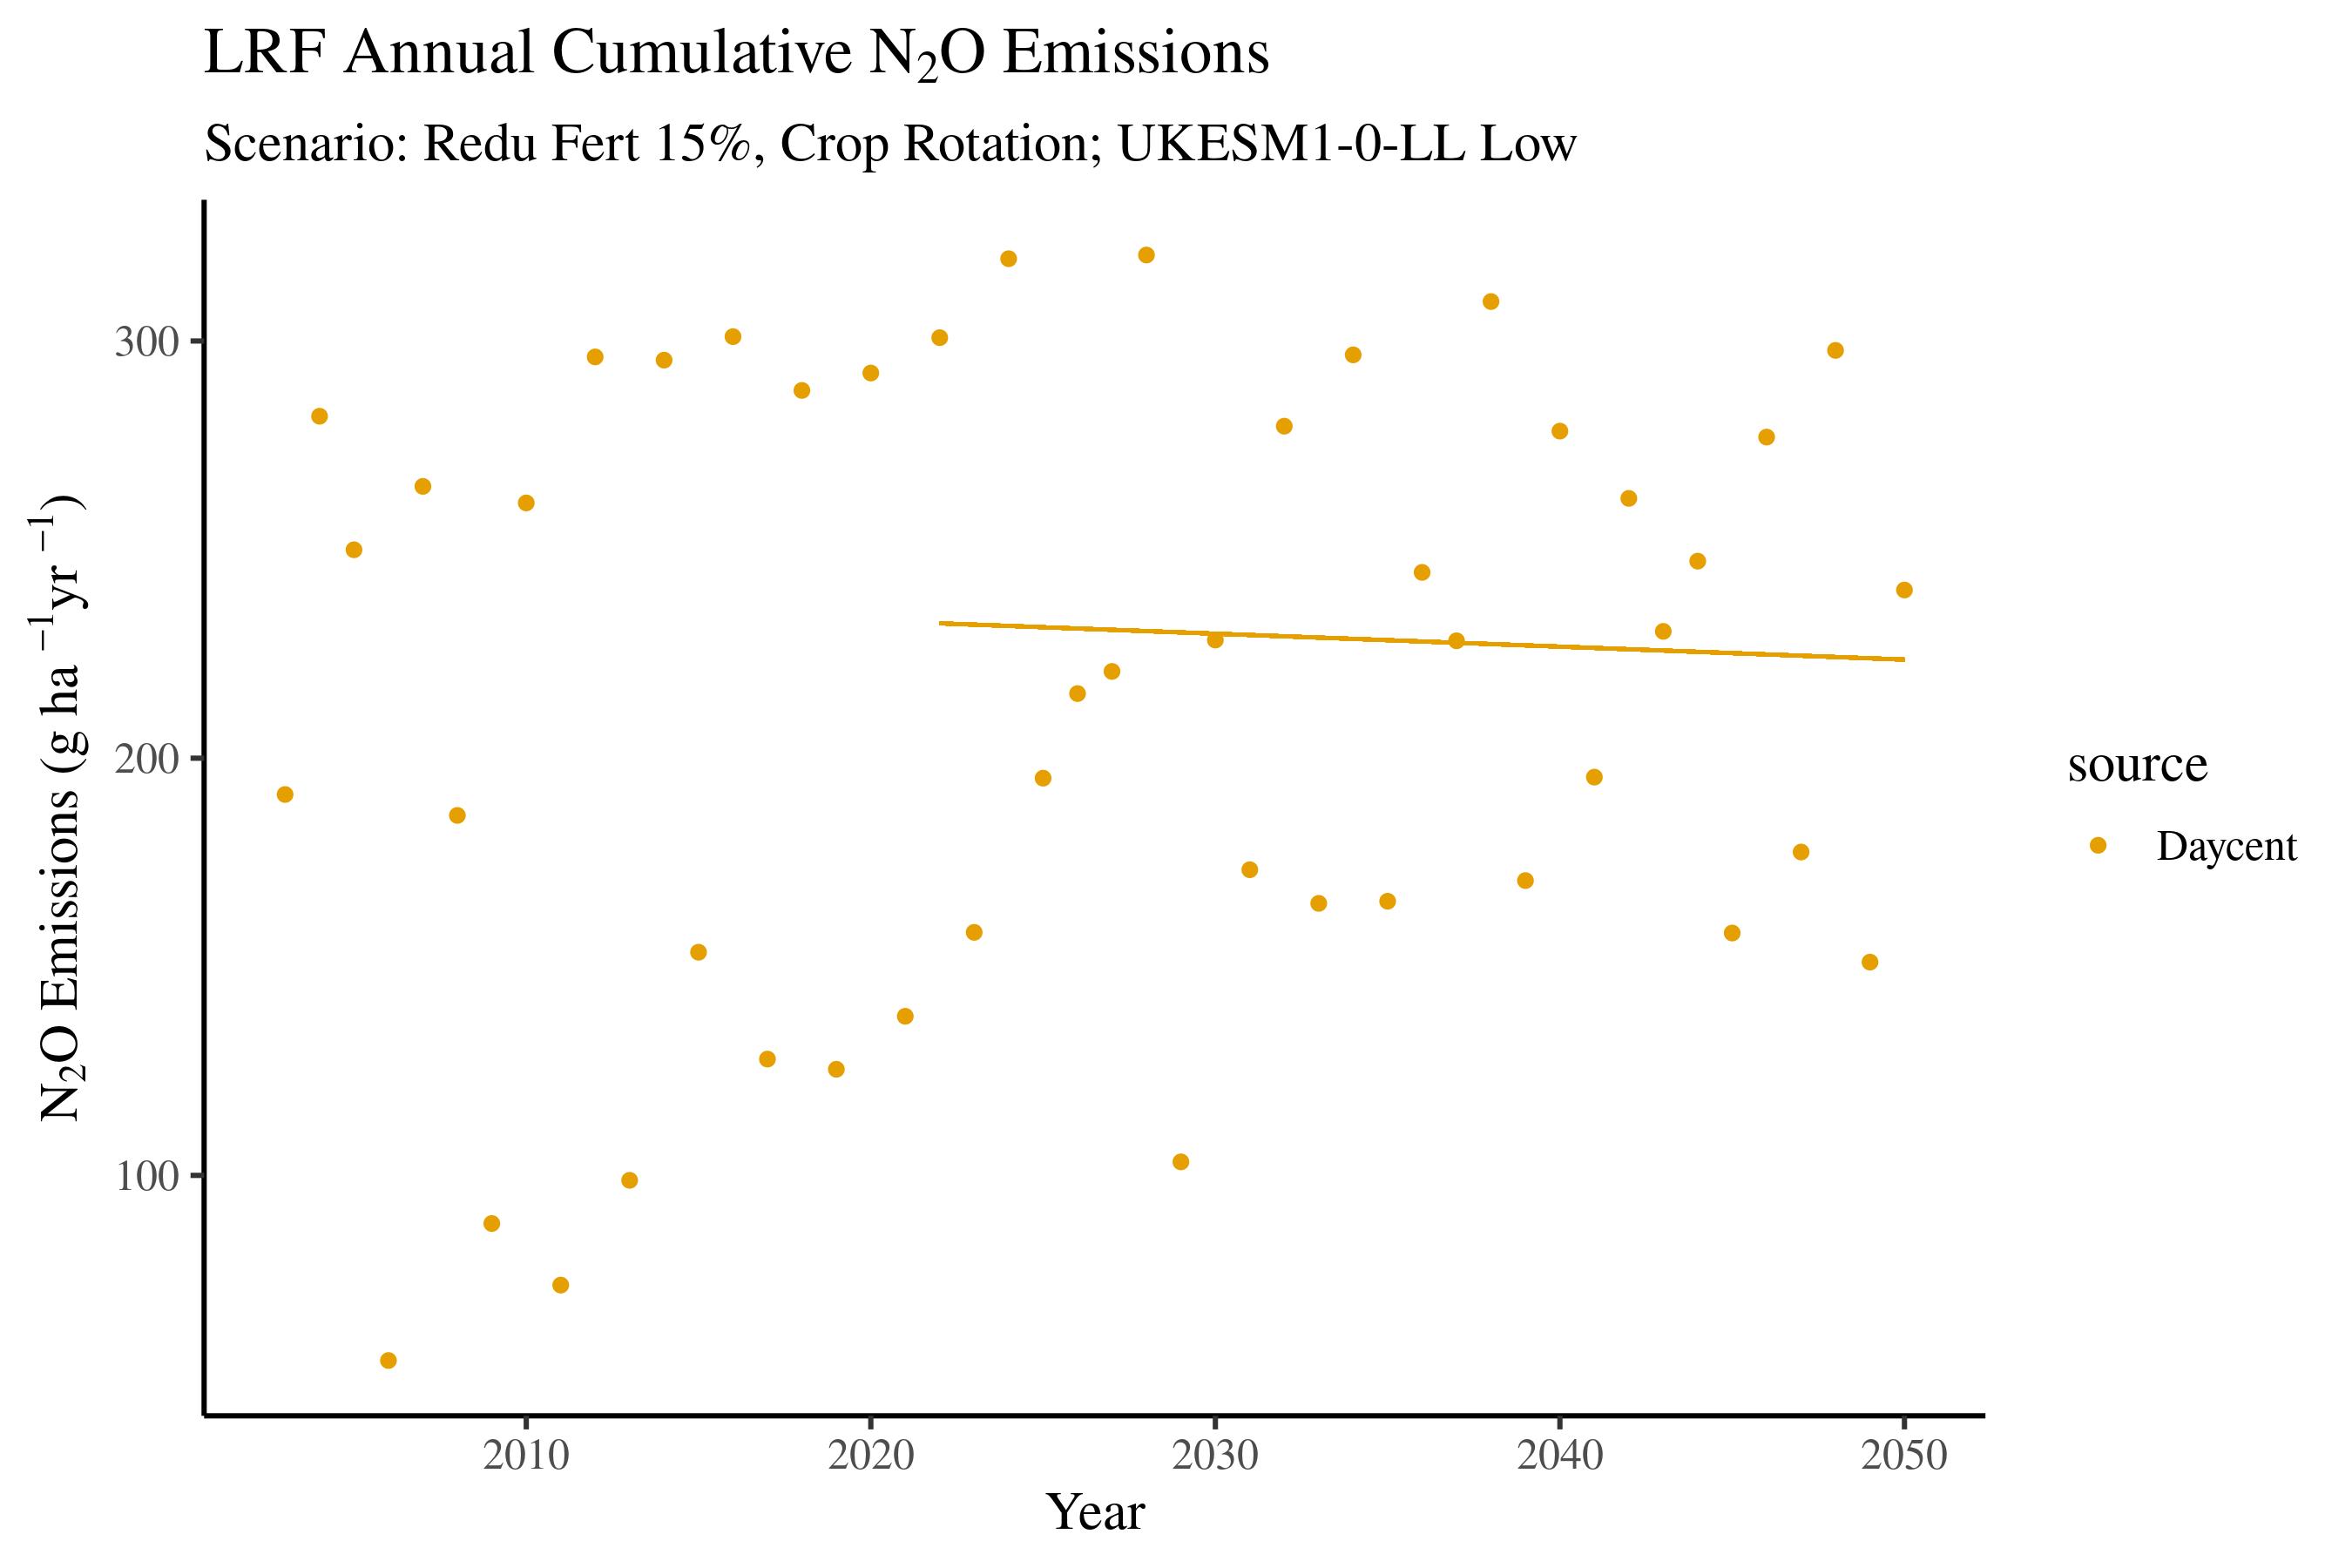 LRF Annual Cumulative N₂O Emissions
Scenario: Redu Fert 15%, Crop Rotation; UKESM1-0-LL Low
N₂O Emissions (g ha ⁻¹yr ⁻¹)
300
200
100
2010
2020
2030
2040
2050
Year
source
Daycent